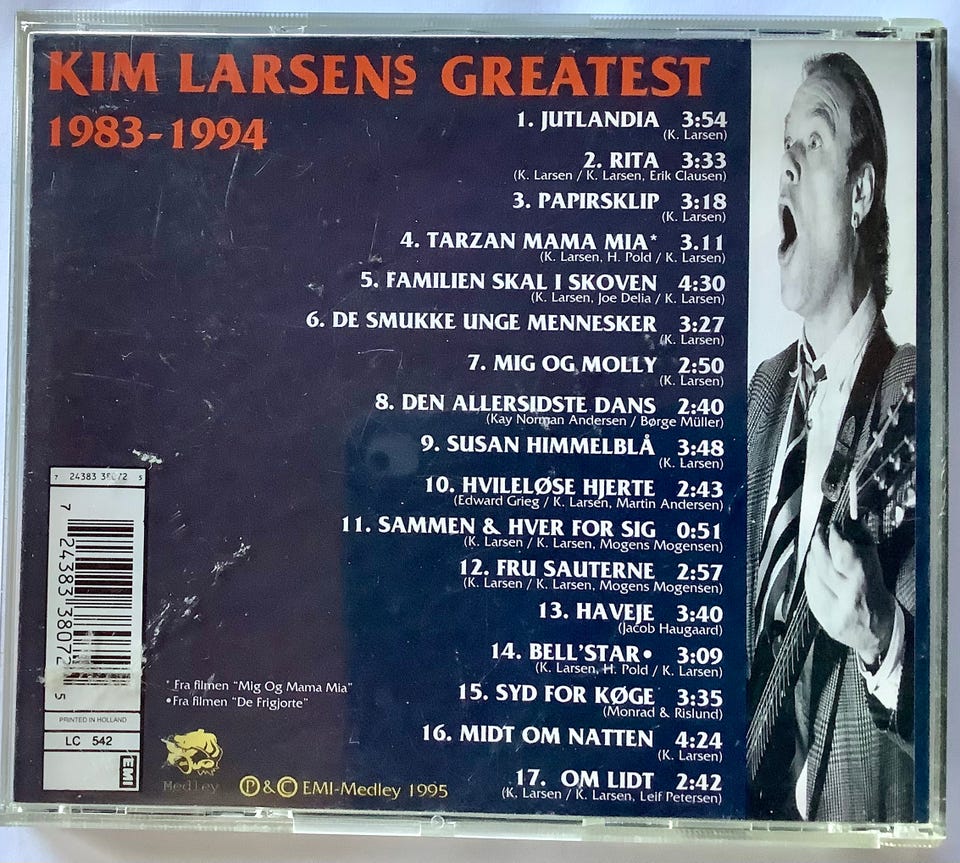 KIM LARSENS GREATEST
1983-1994
1. JUTLANDIA 3:54
(K. Larsen)
2. RITA 3:33
(K. Larsen / K. Larsen, Erik Clausen)
3. PAPIRSKLIP 3:18
(K. Larsen)
4. TARZAN MAMA MIA* 3.11
(K. Larsen, H. Pold / K. Larsen)
5. FAMILIEN SKAL I SKOVEN 4:30
(K. Larsen, Joe Delia / K. Larsen)
6. DE SMUKKE UNGE MENNESKER 3:27
(K. Larsen)
7. MIG OG MOLLY 2:50
(K. Larsen)
8. DEN ALLERSIDSTE DANS 2:40
(Kay Norman Andersen / Børge Müller)
9. SUSAN HIMMELBLÅ 3:48
(K. Larsen)
10. HVILELØSE HJERTE 2:43
(Edward Grieg / K. Larsen, Martin Andersen)
11. SAMMEN & HVER FOR SIG 0:51
(K. Larsen / K. Larsen, Mogens Mogensen)
12. FRU SAUTERNE 2:57
(K. Larsen / K. Larsen, Mogens Mogensen)
13. HAVEJE 3:40
(Jacob Haugaard)
14. BELL'STAR• 3:09
(K. Larsen, H. Pold / K. Larsen)
15. SYD FOR KØGE 3:35
(Monrad & Rislund)
16. MIDT OM NATTEN 4:24
(K. Larsen)
17. OM LIDT 2:42
(K. Larsen / K. Larsen, Leif Petersen)
* Fra filmen "Mig Og Mama Mia"
•Fra filmen "De Frigjorte"
7 24383 38072 5
7 24383 38072 5
PRINTED IN HOLLAND
LC 542
EMI
Medley
Ⓟ & © EMI-Medley 1995